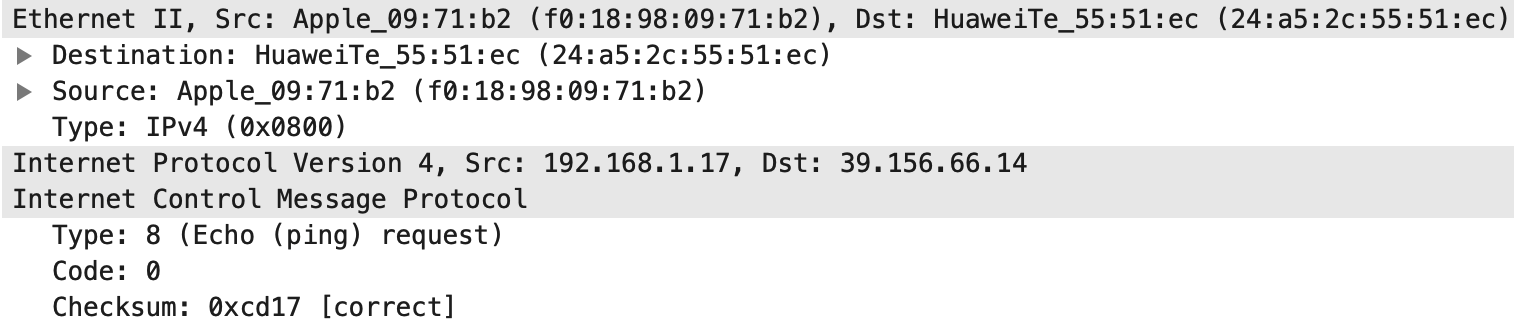 Ethernet II, Src: Apple_09:71:b2 (f0:18:98:09:71:b2), Dst: HuaweiTe_55:51:ec (24:a5:2c:55:51:ec)
Destination: HuaweiTe_55:51:ec (24:a5:2c:55:51:ec)
Source: Apple_09:71:b2 (f0:18:98:09:71:b2)
Type: IPv4 (0x0800)
Internet Protocol Version 4, Src: 192.168.1.17, Dst: 39.156.66.14
Internet Control Message Protocol
Type: 8 (Echo (ping) request)
Code: 0
Checksum: 0xcd17 [correct]